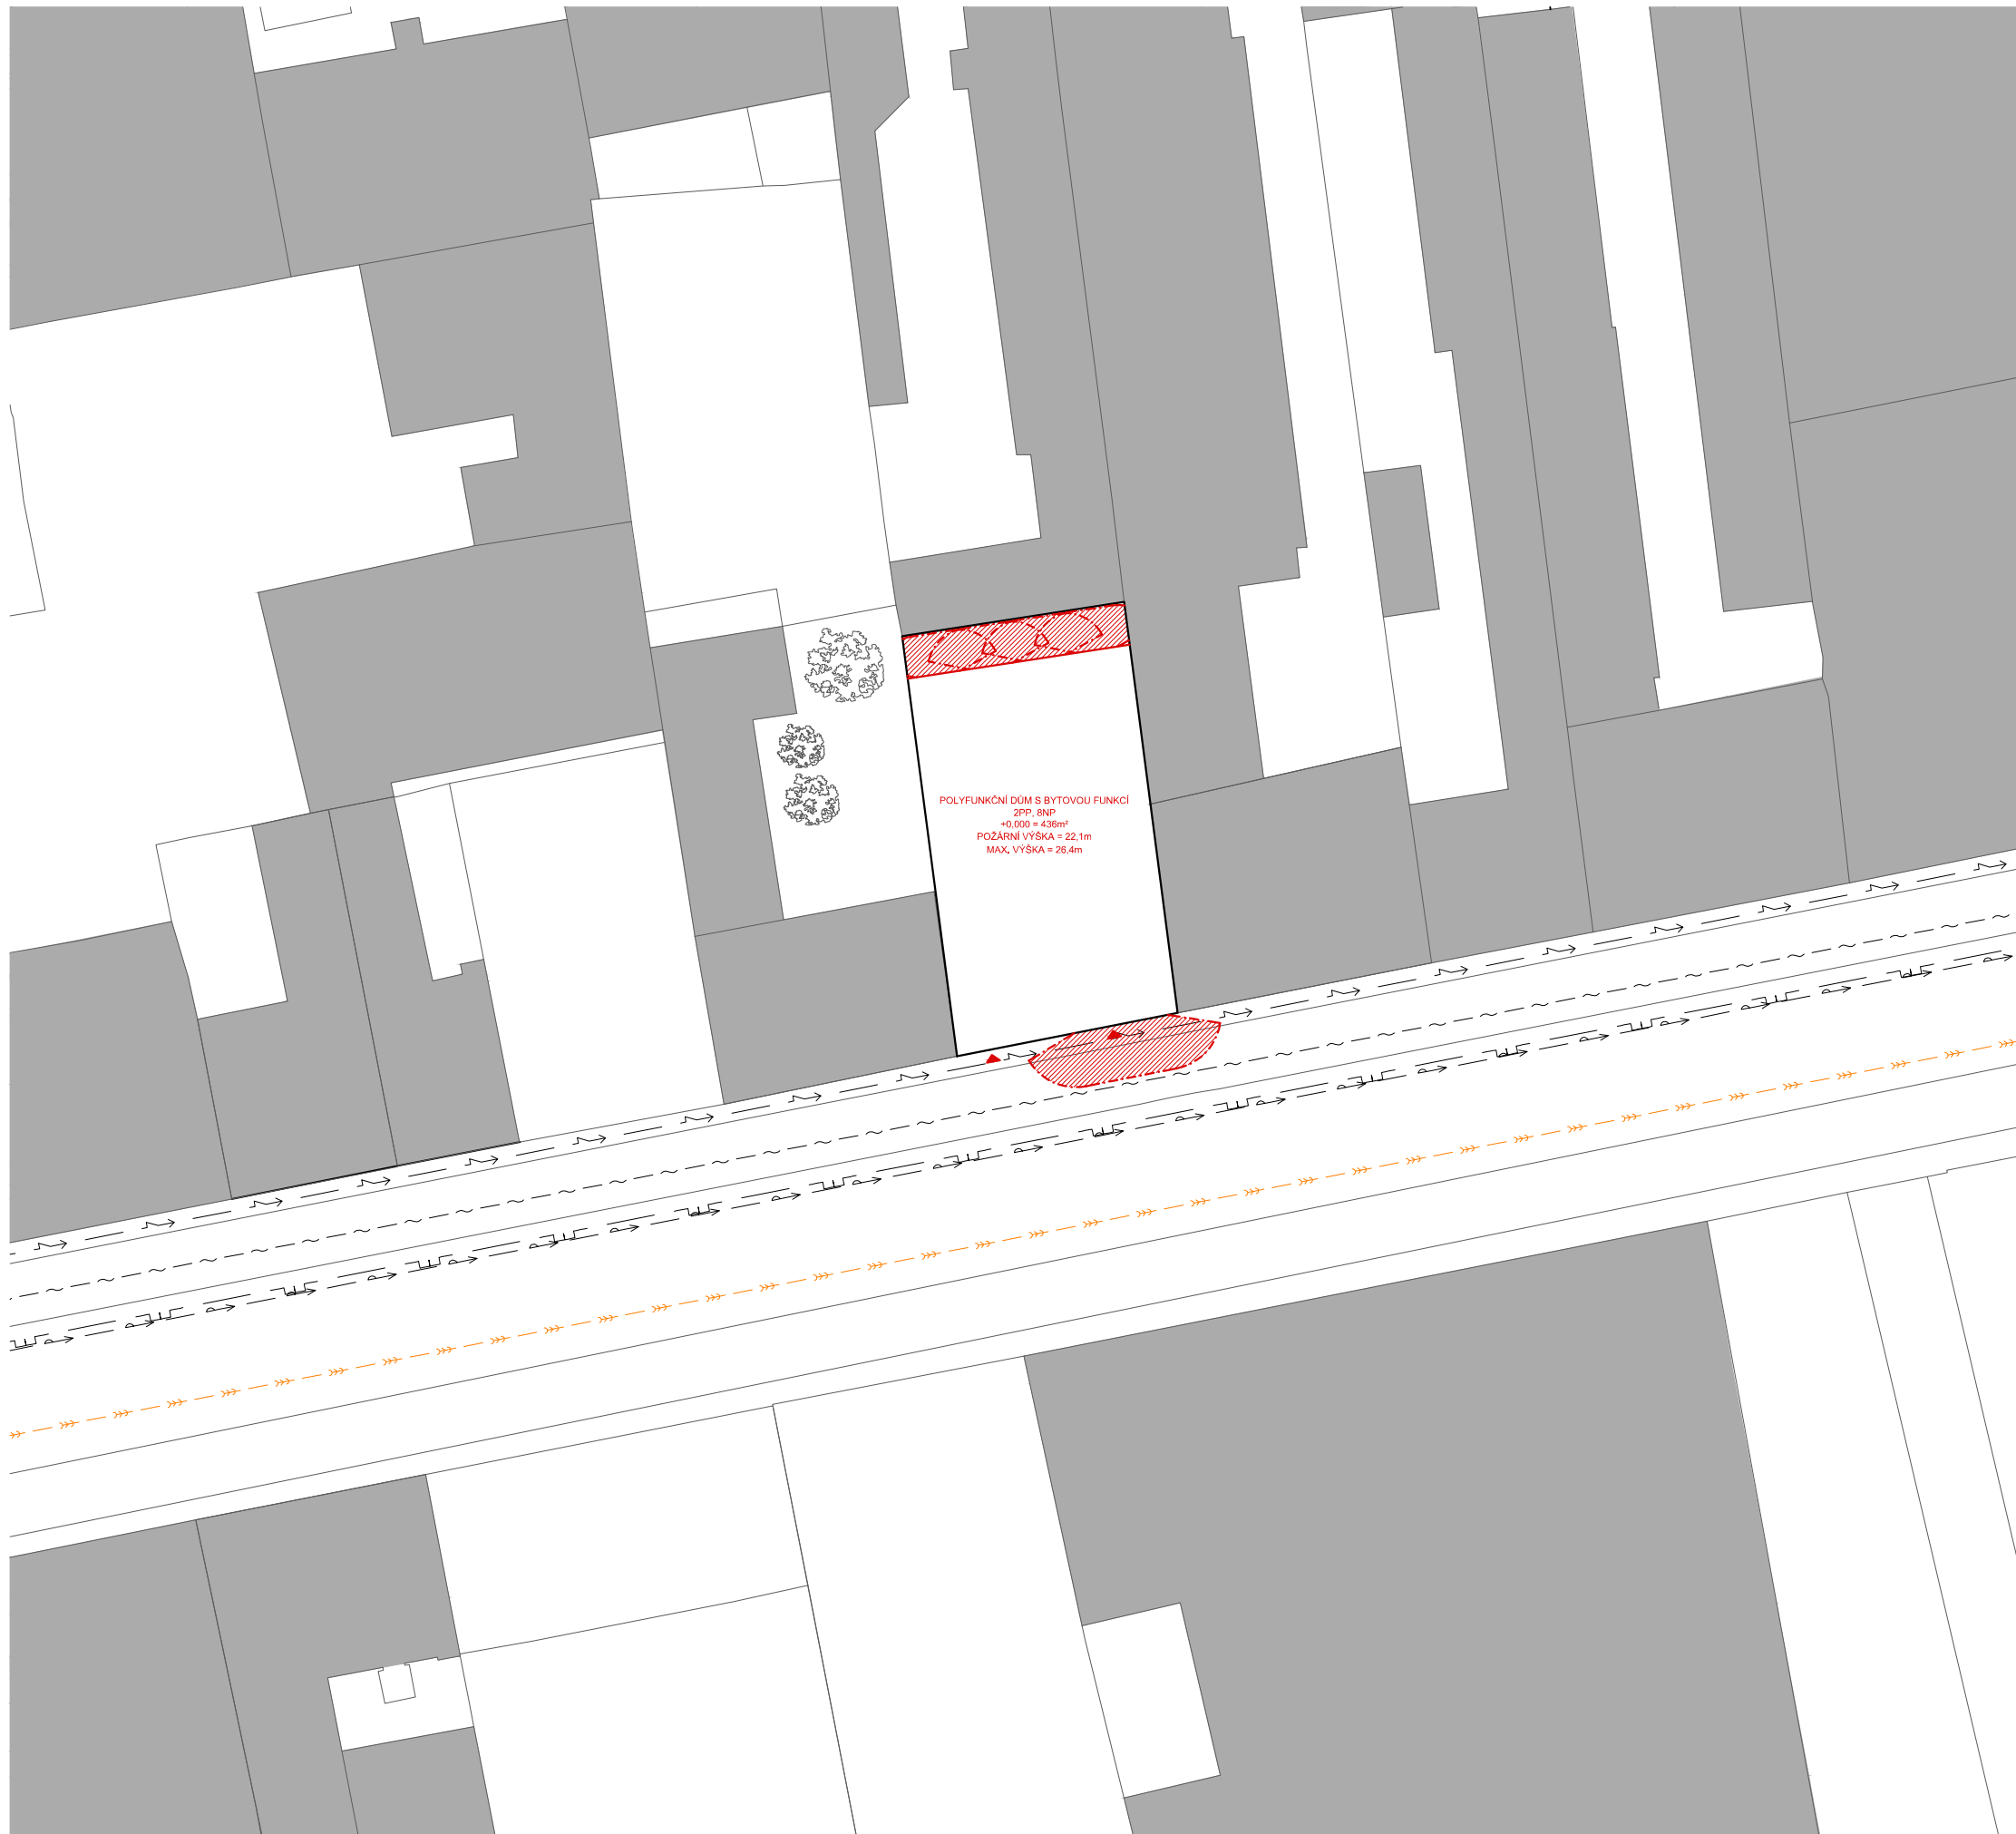 POLYFUNKČNÍ DŮM S BYTOVOU FUNKCÍ
2PP, 8NP
+0,000 = 436m²
POŽÁRNÍ VÝŠKA = 22,1m
MAX. VÝŠKA = 26,4m